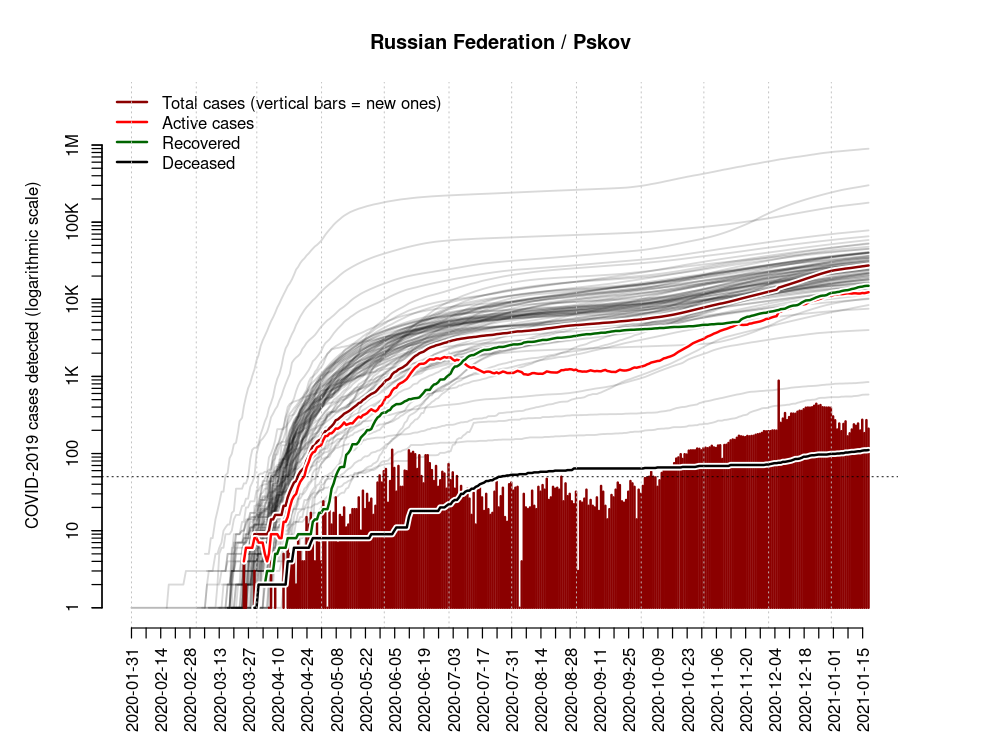 Russian Federation / Pskov
Total cases (vertical bars = new ones)
Active cases
Recovered
Deceased
COVID-2019 cases detected (logarithmic scale)
1M
100K
10K
1K
100
10
1
2020-01-31
2020-02-14
2020-02-28
2020-03-13
2020-03-27
2020-04-10
2020-04-24
2020-05-08
2020-05-22
2020-06-05
2020-06-19
2020-07-03
2020-07-17
2020-07-31
2020-08-14
2020-08-28
2020-09-11
2020-09-25
2020-10-09
2020-10-23
2020-11-06
2020-11-20
2020-12-04
2020-12-18
2021-01-01
2021-01-15